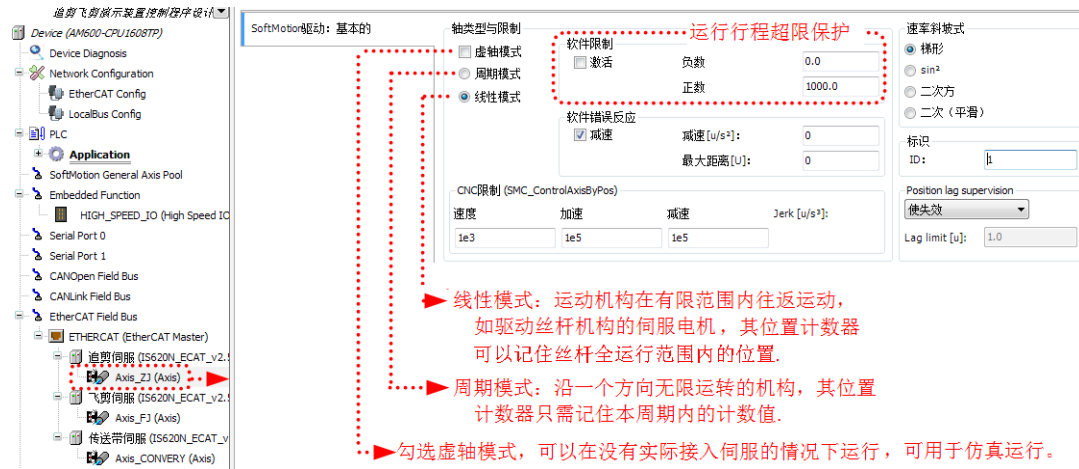 追剪飞剪演示装置控制程序设计
Device (AM600-CPU1608TP)
Device Diagnosis
Network Configuration
EtherCAT Config
LocalBus Config
PLC
Application
SoftMotion General Axis Pool
Embedded Function
HIGH_SPEED_IO (High Speed IO
Serial Port 0
Serial Port 1
CANOpen Field Bus
CANLink Field Bus
EtherCAT Field Bus
ETHERCAT (EtherCAT Master)
追剪伺服 (IS620N_ECAT_v2.
Axis_ZJ (Axis)
飞剪伺服 (IS620N_ECAT_v2.
Axis_FJ (Axis)
传送带伺服 (IS620N_ECAT_v
Axis_CONVERY (Axis)
SoftMotion驱动：基本的
轴类型与限制
虚轴模式
周期模式
线性模式
运行行程超限保护
软件限制
激活
负数
0.0
正数
1000.0
软件错误反应
减速
减速[u/s²]:
0
最大距离[U]:
0
CNC限制 (SMC_ControlAxisByPos)
速度
加速
减速
Jerk [u/s³]:
1e3
1e5
1e5
速率斜坡式
梯形
sin²
二次方
二次（平滑）
标识
ID:
1
Position lag supervision
使失效
Lag limit [u]:
1.0
线性模式：运动机构在有限范围内往返运动，
如驱动丝杆机构的伺服电机，其位置计数器
可以记住丝杆全运行范围内的位置.
周期模式：沿一个方向无限运转的机构，其位置
计数器只需记住本周期内的计数值.
勾选虚轴模式，可以在没有实际接入伺服的情况下运行，可用于仿真运行。